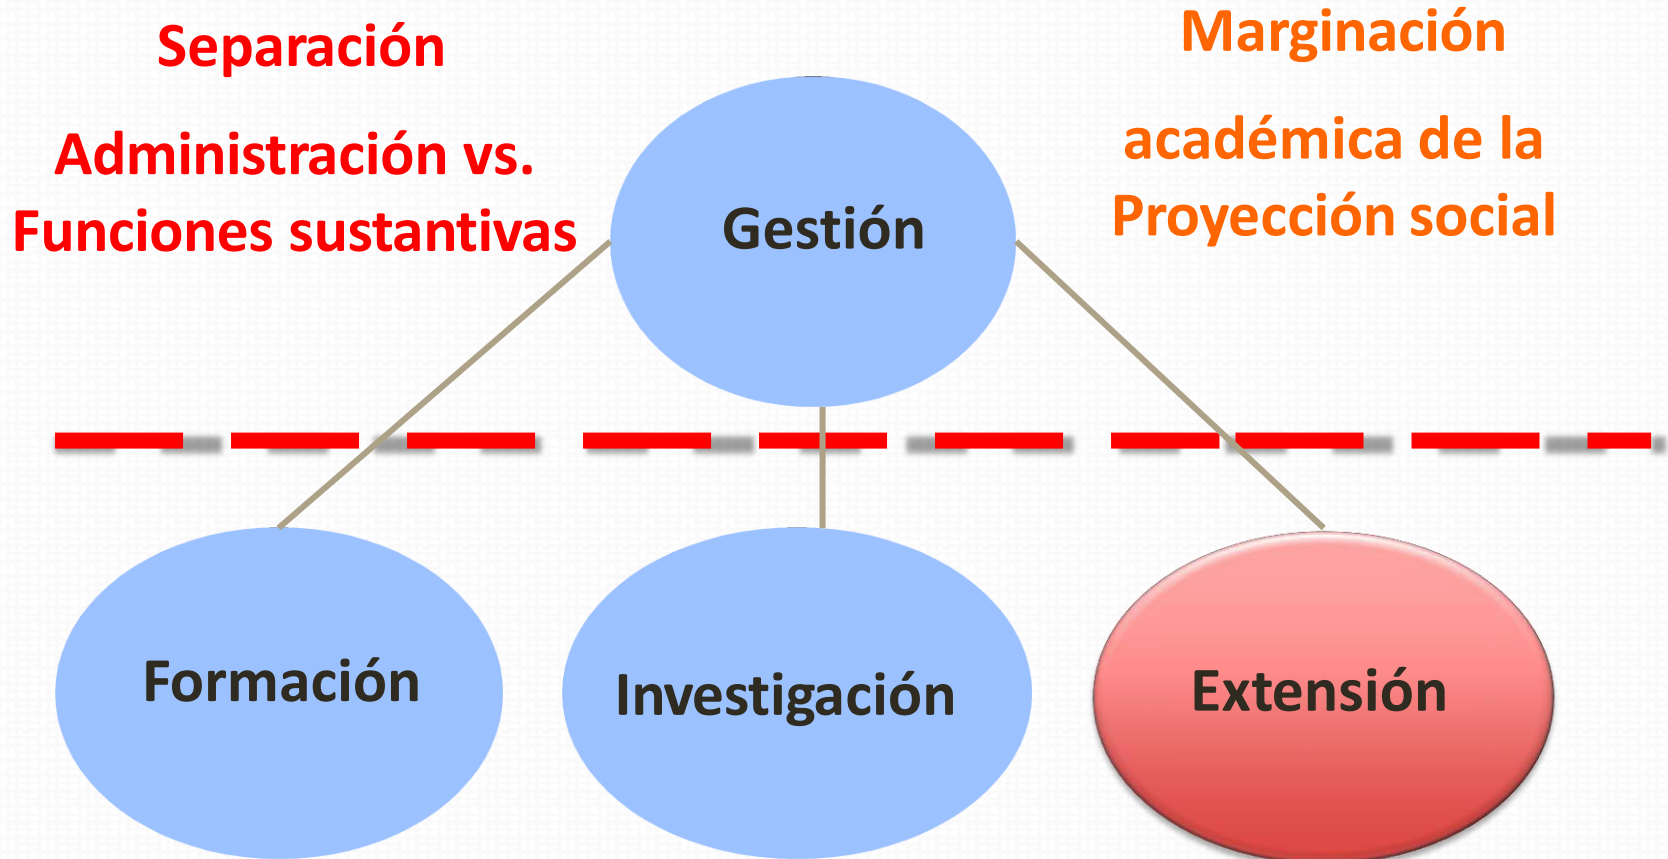 Separación
Administración vs.
Funciones sustantivas
Marginación
académica de la
Proyección social
Gestión
Formación
Investigación
Extensión